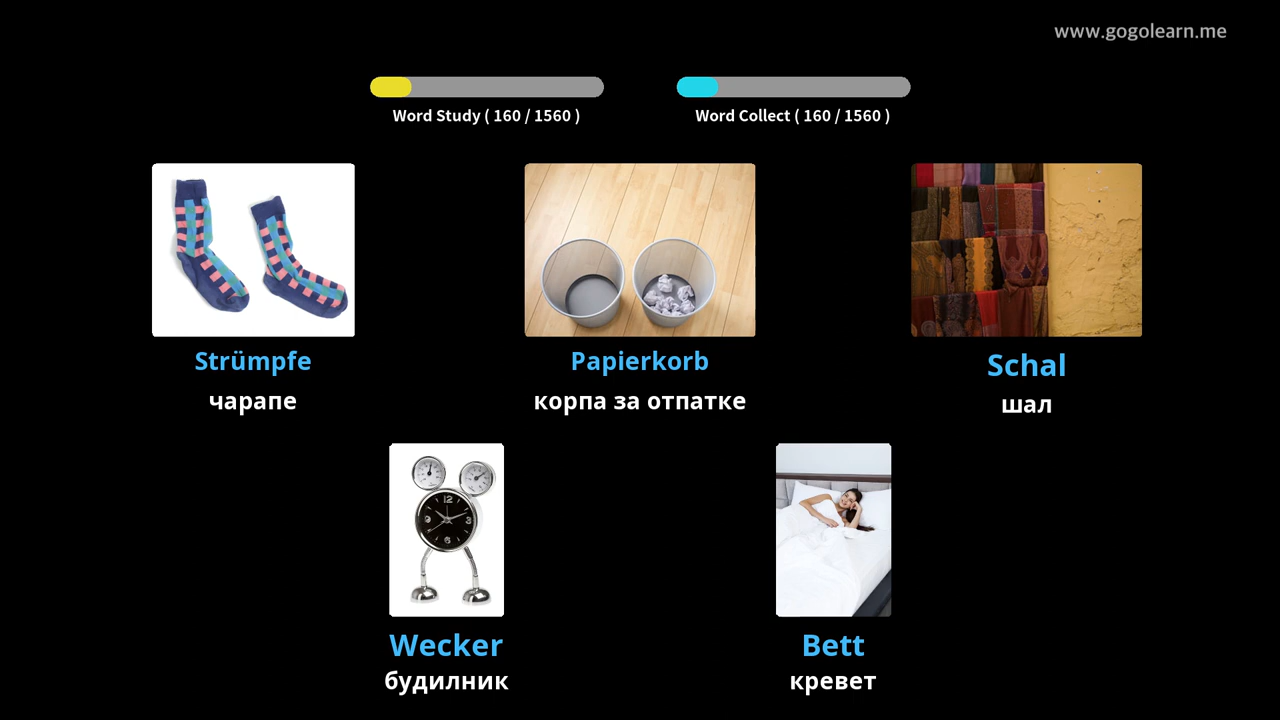 www.gogolearn.me
Word Study ( 160 / 1560 )
Word Collect ( 160 / 1560 )
Strümpfe
чарапе
Papierkorb
корпа за отпатке
Schal
шал
Wecker
будилник
Bett
кревет